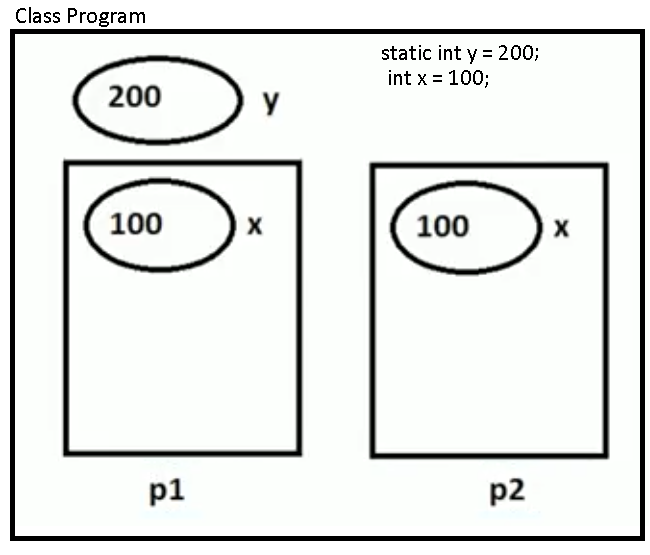 Class Program
static int y = 200;
int x = 100;
200 y
100 x
100 x
p1
p2